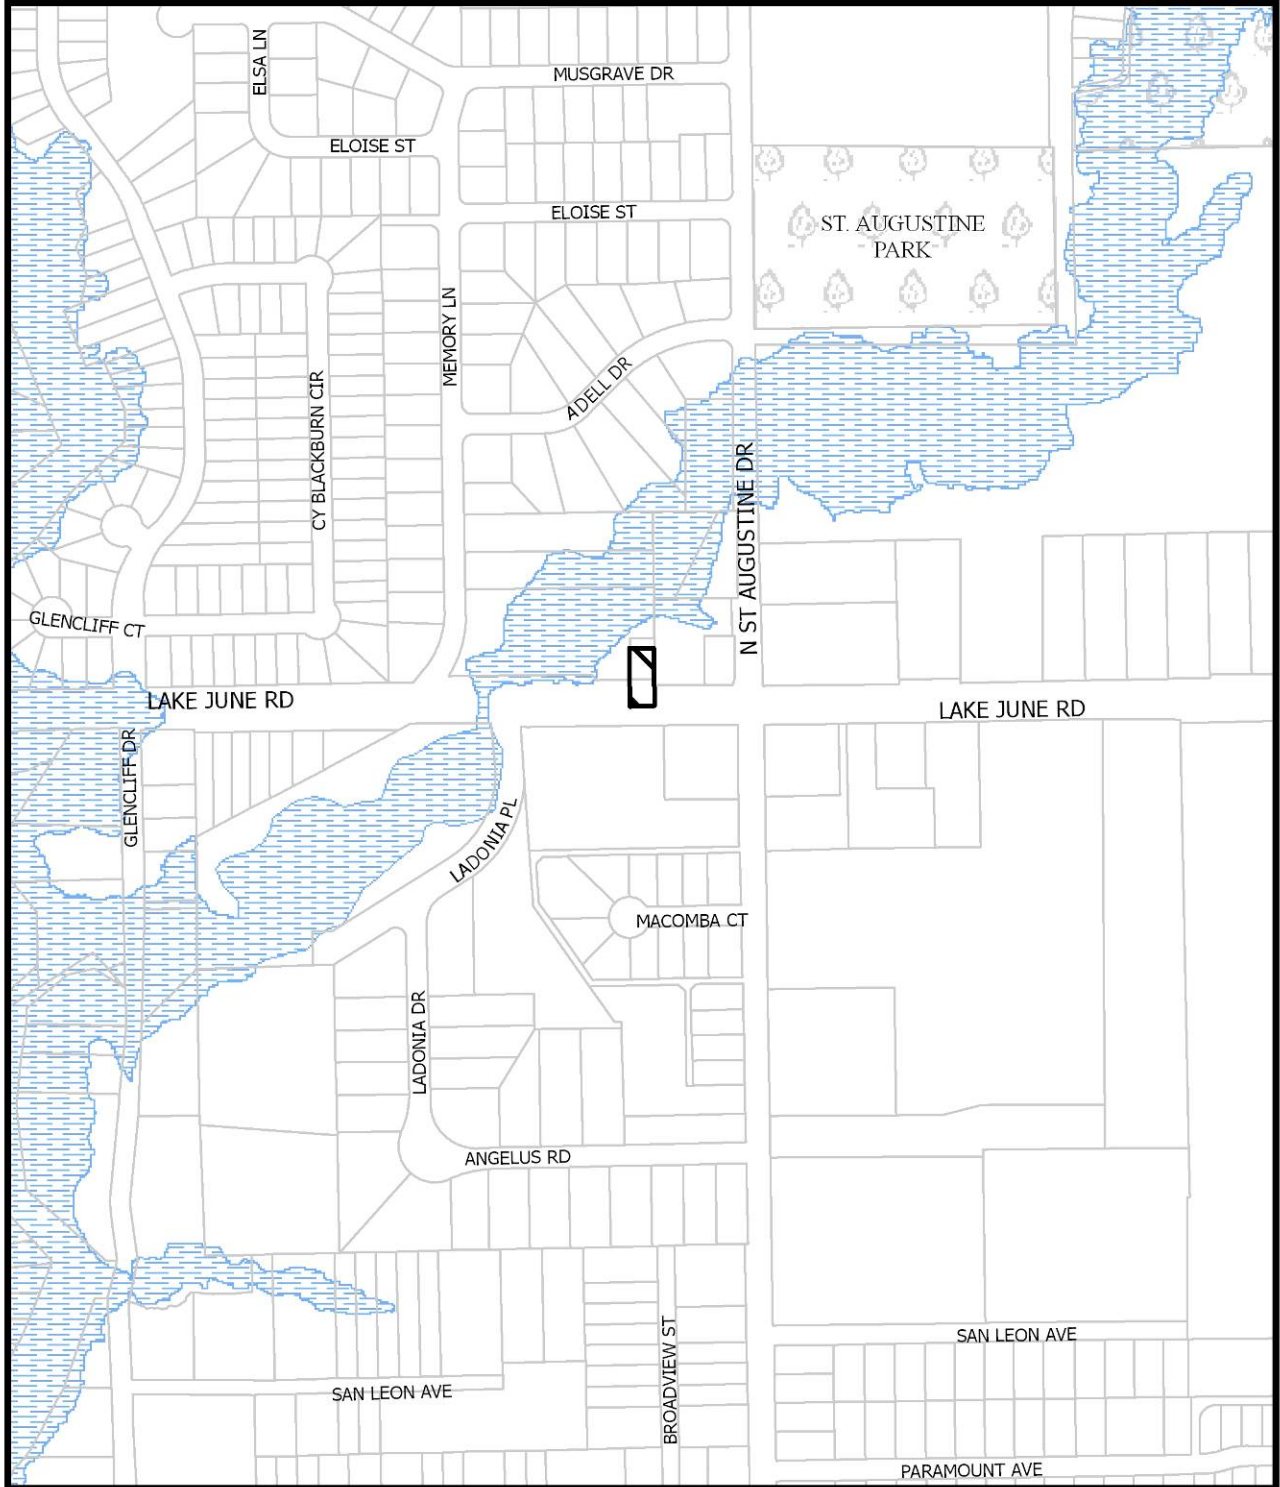 ELSA LN
MUSGRAVE DR
ELOISE ST
ELOISE ST
ST. AUGUSTINE
PARK
MEMORY LN
ADELL DR
CY BLACKBURN CIR
N ST AUGUSTINE DR
GLENCLIFF CT
LAKE JUNE RD
LAKE JUNE RD
GLENCLIFF DR
LADONIA PL
MACOMBA CT
LADONIA DR
ANGELUS RD
SAN LEON AVE
BROADVIEW ST
SAN LEON AVE
PARAMOUNT AVE